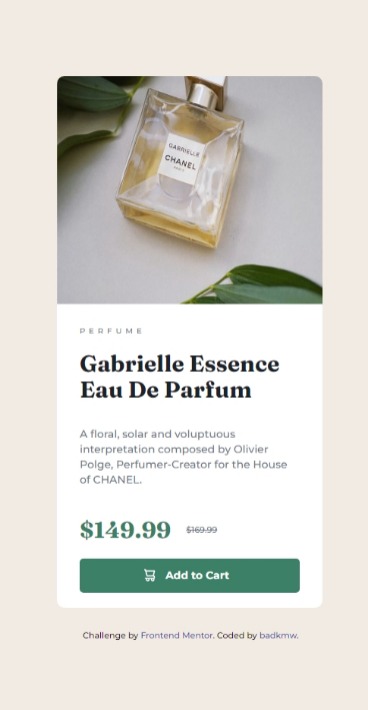 GABRIELLE
CHANEL
PARIS
PERFUME
Gabrielle Essence
Eau De Parfum
A floral, solar and voluptuous
interpretation composed by Olivier
Polge, Perfumer-Creator for the House
of CHANEL.
$149.99 $169.99
Add to Cart
Challenge by Frontend Mentor. Coded by badkmw.